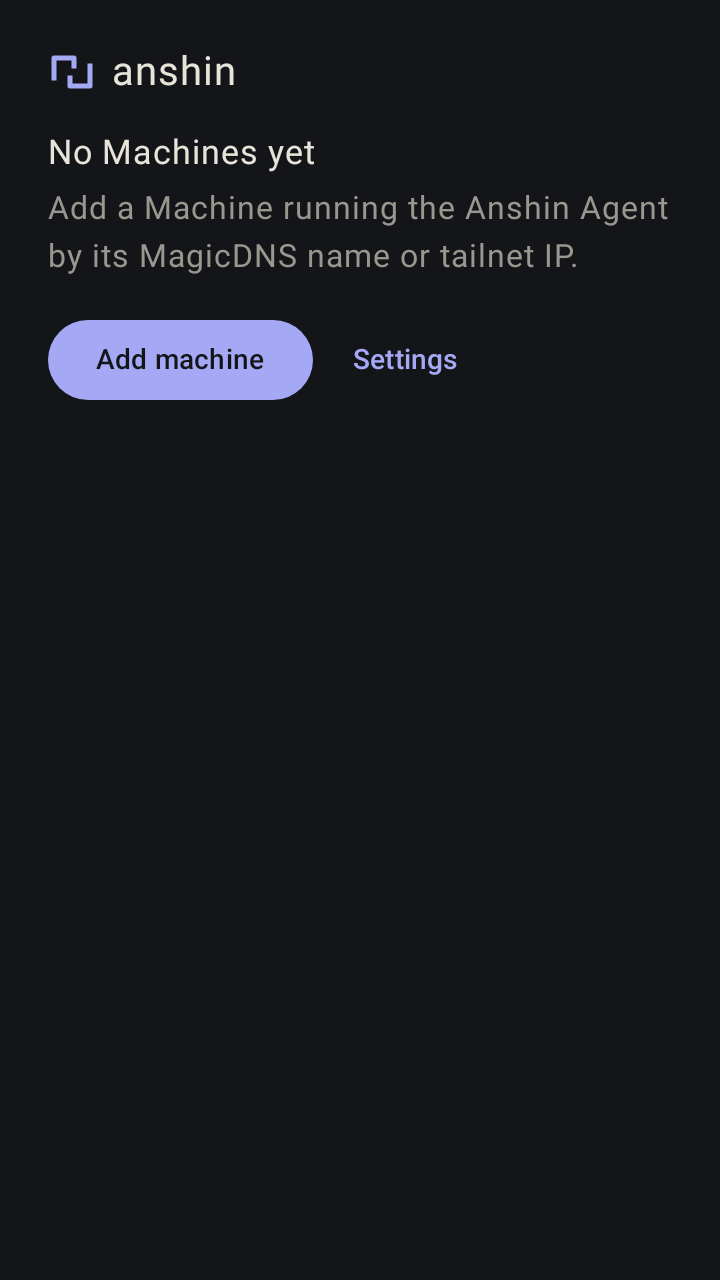 anshin
No Machines yet
Add a Machine running the Anshin Agent
by its MagicDNS name or tailnet IP.
Add machine
Settings